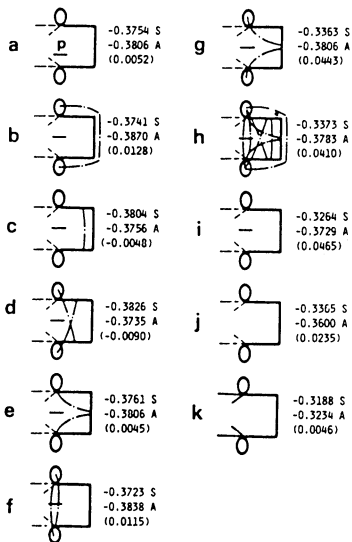 a
p
-0.3754 S
-0.3806 A
(0.0052)
b
-0.3741 S
-0.3870 A
(0.0128)
c
-0.3804 S
-0.3756 A
(-0.0048)
d
-0.3826 S
-0.3735 A
(-0.0090)
e
-0.3761 S
-0.3806 A
(0.0045)
f
-0.3723 S
-0.3838 A
(0.0115)
g
-0.3363 S
-0.3806 A
(0.0443)
h
-0.3373 S
-0.3783 A
(0.0410)
i
-0.3264 S
-0.3729 A
(0.0465)
j
-0.3365 S
-0.3600 A
(0.0235)
k
-0.3188 S
-0.3234 A
(0.0046)